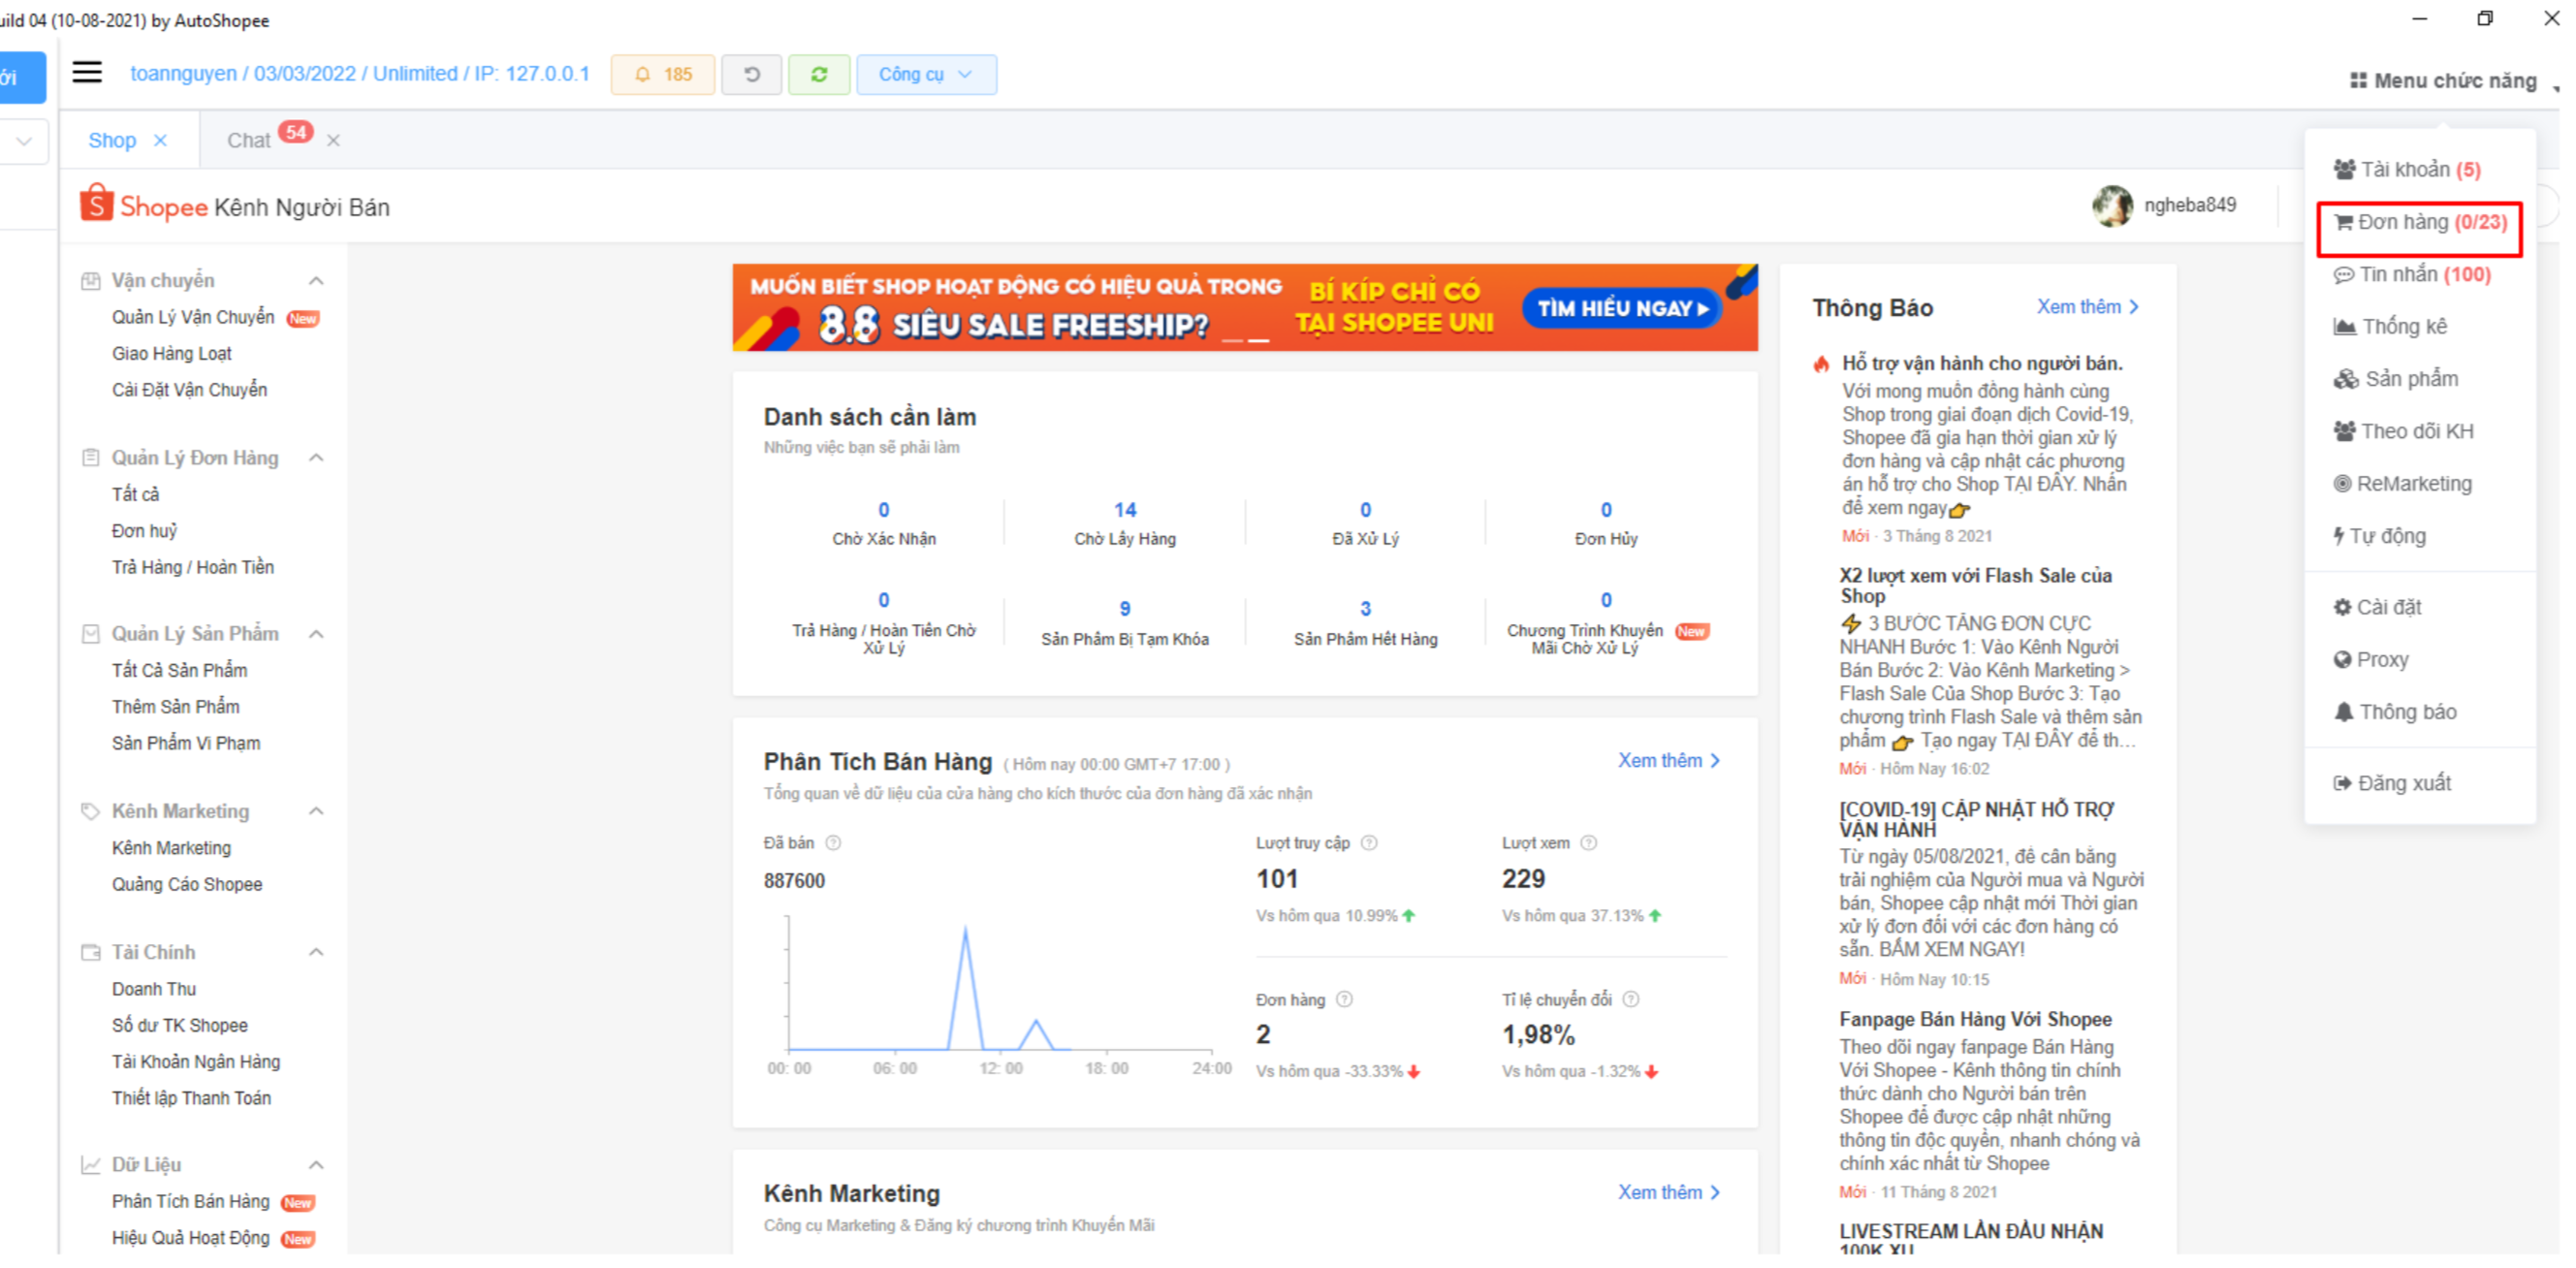 uild 04 (10-08-2021) by AutoShopee
ới
toannguyen / 03/03/2022 / Unlimited / IP: 127.0.0.1
185
Công cụ
Menu chức năng
Shop
Chat 54
Shopee Kênh Người Bán
ngheba849
Tài khoản (5)
Đơn hàng (0/23)
Tin nhắn (100)
Thống kê
Sản phẩm
Theo dõi KH
ReMarketing
Tự động
Cài đặt
Proxy
Thông báo
Đăng xuất
Vận chuyển
Quản Lý Vận Chuyển New
Giao Hàng Loạt
Cài Đặt Vận Chuyển
Quản Lý Đơn Hàng
Tất cả
Đơn huỷ
Trả Hàng / Hoàn Tiền
Quản Lý Sản Phẩm
Tất Cả Sản Phẩm
Thêm Sản Phẩm
Sản Phẩm Vi Phạm
Kênh Marketing
Kênh Marketing
Quảng Cáo Shopee
Tài Chính
Doanh Thu
Số dư TK Shopee
Tài Khoản Ngân Hàng
Thiết lập Thanh Toán
Dữ Liệu
Phân Tích Bán Hàng New
Hiệu Quả Hoạt Động New
MUỐN BIẾT SHOP HOẠT ĐỘNG CÓ HIỆU QUẢ TRONG
8.8 SIÊU SALE FREESHIP?
BÍ KÍP CHỈ CÓ
TẠI SHOPEE UNI
TÌM HIỂU NGAY
Danh sách cần làm
Những việc bạn sẽ phải làm
0
Chờ Xác Nhận
14
Chờ Lấy Hàng
0
Đã Xử Lý
0
Đơn Hủy
0
Trả Hàng / Hoàn Tiền Chờ
Xử Lý
9
Sản Phẩm Bị Tạm Khóa
3
Sản Phẩm Hết Hàng
0
Chương Trình Khuyến New
Mãi Chờ Xử Lý
Phân Tích Bán Hàng ( Hôm nay 00:00 GMT+7 17:00 )
Xem thêm
Tổng quan về dữ liệu của cửa hàng cho kích thước của đơn hàng đã xác nhận
Đã bán
887600
00: 00 06: 00 12: 00 18: 00 24:00
Lượt truy cập
101
Vs hôm qua 10.99%
Lượt xem
229
Vs hôm qua 37.13%
Đơn hàng
2
Vs hôm qua -33.33%
Tỉ lệ chuyển đổi
1,98%
Vs hôm qua -1.32%
Kênh Marketing
Xem thêm
Công cụ Marketing & Đăng ký chương trình Khuyến Mãi
Thông Báo
Xem thêm
Hỗ trợ vận hành cho người bán.
Với mong muốn đồng hành cùng
Shop trong giai đoạn dịch Covid-19,
Shopee đã gia hạn thời gian xử lý
đơn hàng và cập nhật các phương
án hỗ trợ cho Shop TẠI ĐÂY. Nhấn
để xem ngay👉
Mới · 3 Tháng 8 2021
X2 lượt xem với Flash Sale của
Shop
⚡ 3 BƯỚC TĂNG ĐƠN CỰC
NHANH Bước 1: Vào Kênh Người
Bán Bước 2: Vào Kênh Marketing >
Flash Sale Của Shop Bước 3: Tạo
chương trình Flash Sale và thêm sản
phẩm 👉 Tạo ngay TẠI ĐÂY để th...
Mới · Hôm Nay 16:02
[COVID-19] CẬP NHẬT HỖ TRỢ
VẬN HÀNH
Từ ngày 05/08/2021, để cân bằng
trải nghiệm của Người mua và Người
bán, Shopee cập nhật mới Thời gian
xử lý đơn đối với các đơn hàng có
sẵn. BẤM XEM NGAY!
Mới · Hôm Nay 10:15
Fanpage Bán Hàng Với Shopee
Theo dõi ngay fanpage Bán Hàng
Với Shopee - Kênh thông tin chính
thức dành cho Người bán trên
Shopee để được cập nhật những
thông tin độc quyền, nhanh chóng và
chính xác nhất từ Shopee
Mới · 11 Tháng 8 2021
LIVESTREAM LẦN ĐẦU NHẬN
100K XU